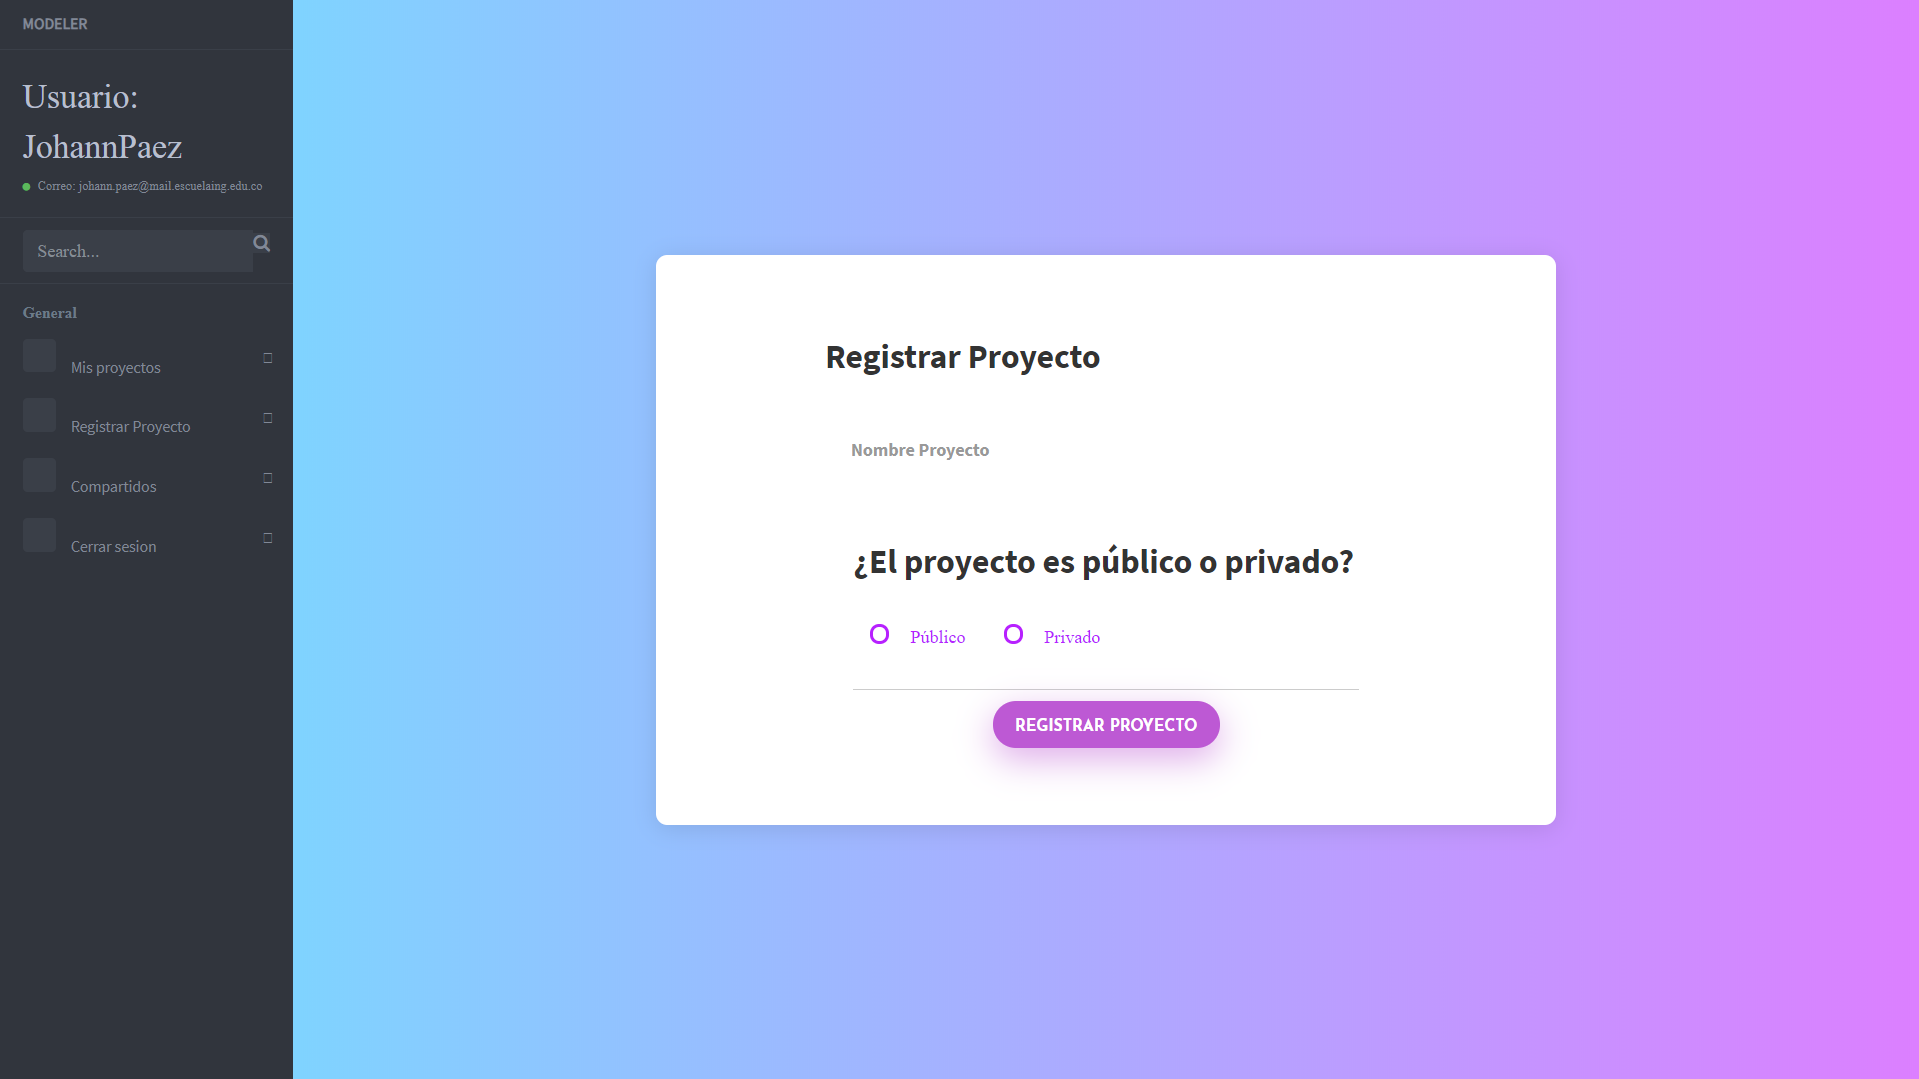 MODELER
Usuario:
JohannPaez
Correo: johann.paez@mail.escuelaing.edu.co
Search...
General
Mis proyectos
Registrar Proyecto
Compartidos
Cerrar sesion
Registrar Proyecto
Nombre Proyecto
¿El proyecto es público o privado?
Público Privado
REGISTRAR PROYECTO